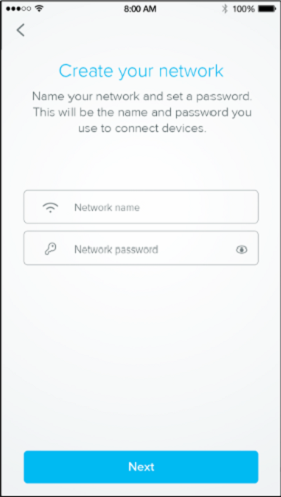 8:00 AM 100%
Create your network
Name your network and set a password.
This will be the name and password you
use to connect devices.
Network name
Network password
Next